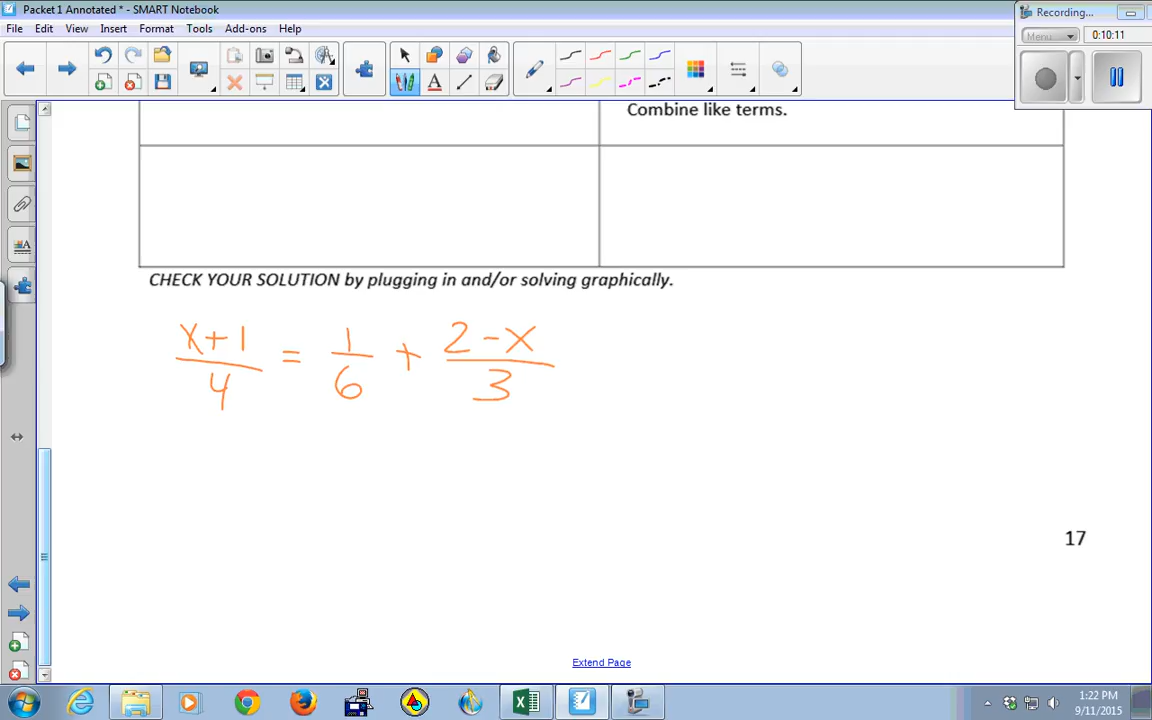 Packet 1 Annotated * - SMART Notebook
Recording...
File Edit View Insert Format Tools Add-ons Help
Menu
0:10:11
Combine like terms.
CHECK YOUR SOLUTION by plugging in and/or solving graphically.
x+1 1 2-x
= +
4 6 3
17
Extend Page
1:22 PM
9/11/2015